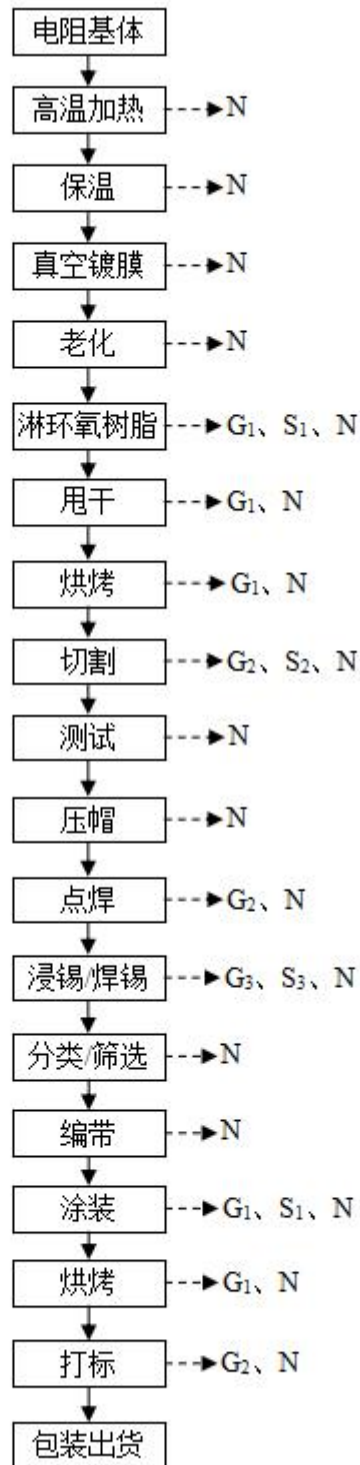 电阻基体
高温加热 N
保温 N
真空镀膜 N
老化 N
淋环氧树脂 G₁、S₁、N
甩干 G₁、N
烘烤 G₁、N
切割 G₂、S₂、N
测试 N
压帽 N
点焊 G₂、N
浸锡/焊锡 G₃、S₃、N
分类/筛选 N
编带 N
涂装 G₁、S₁、N
烘烤 G₁、N
打标 G₂、N
包装出货